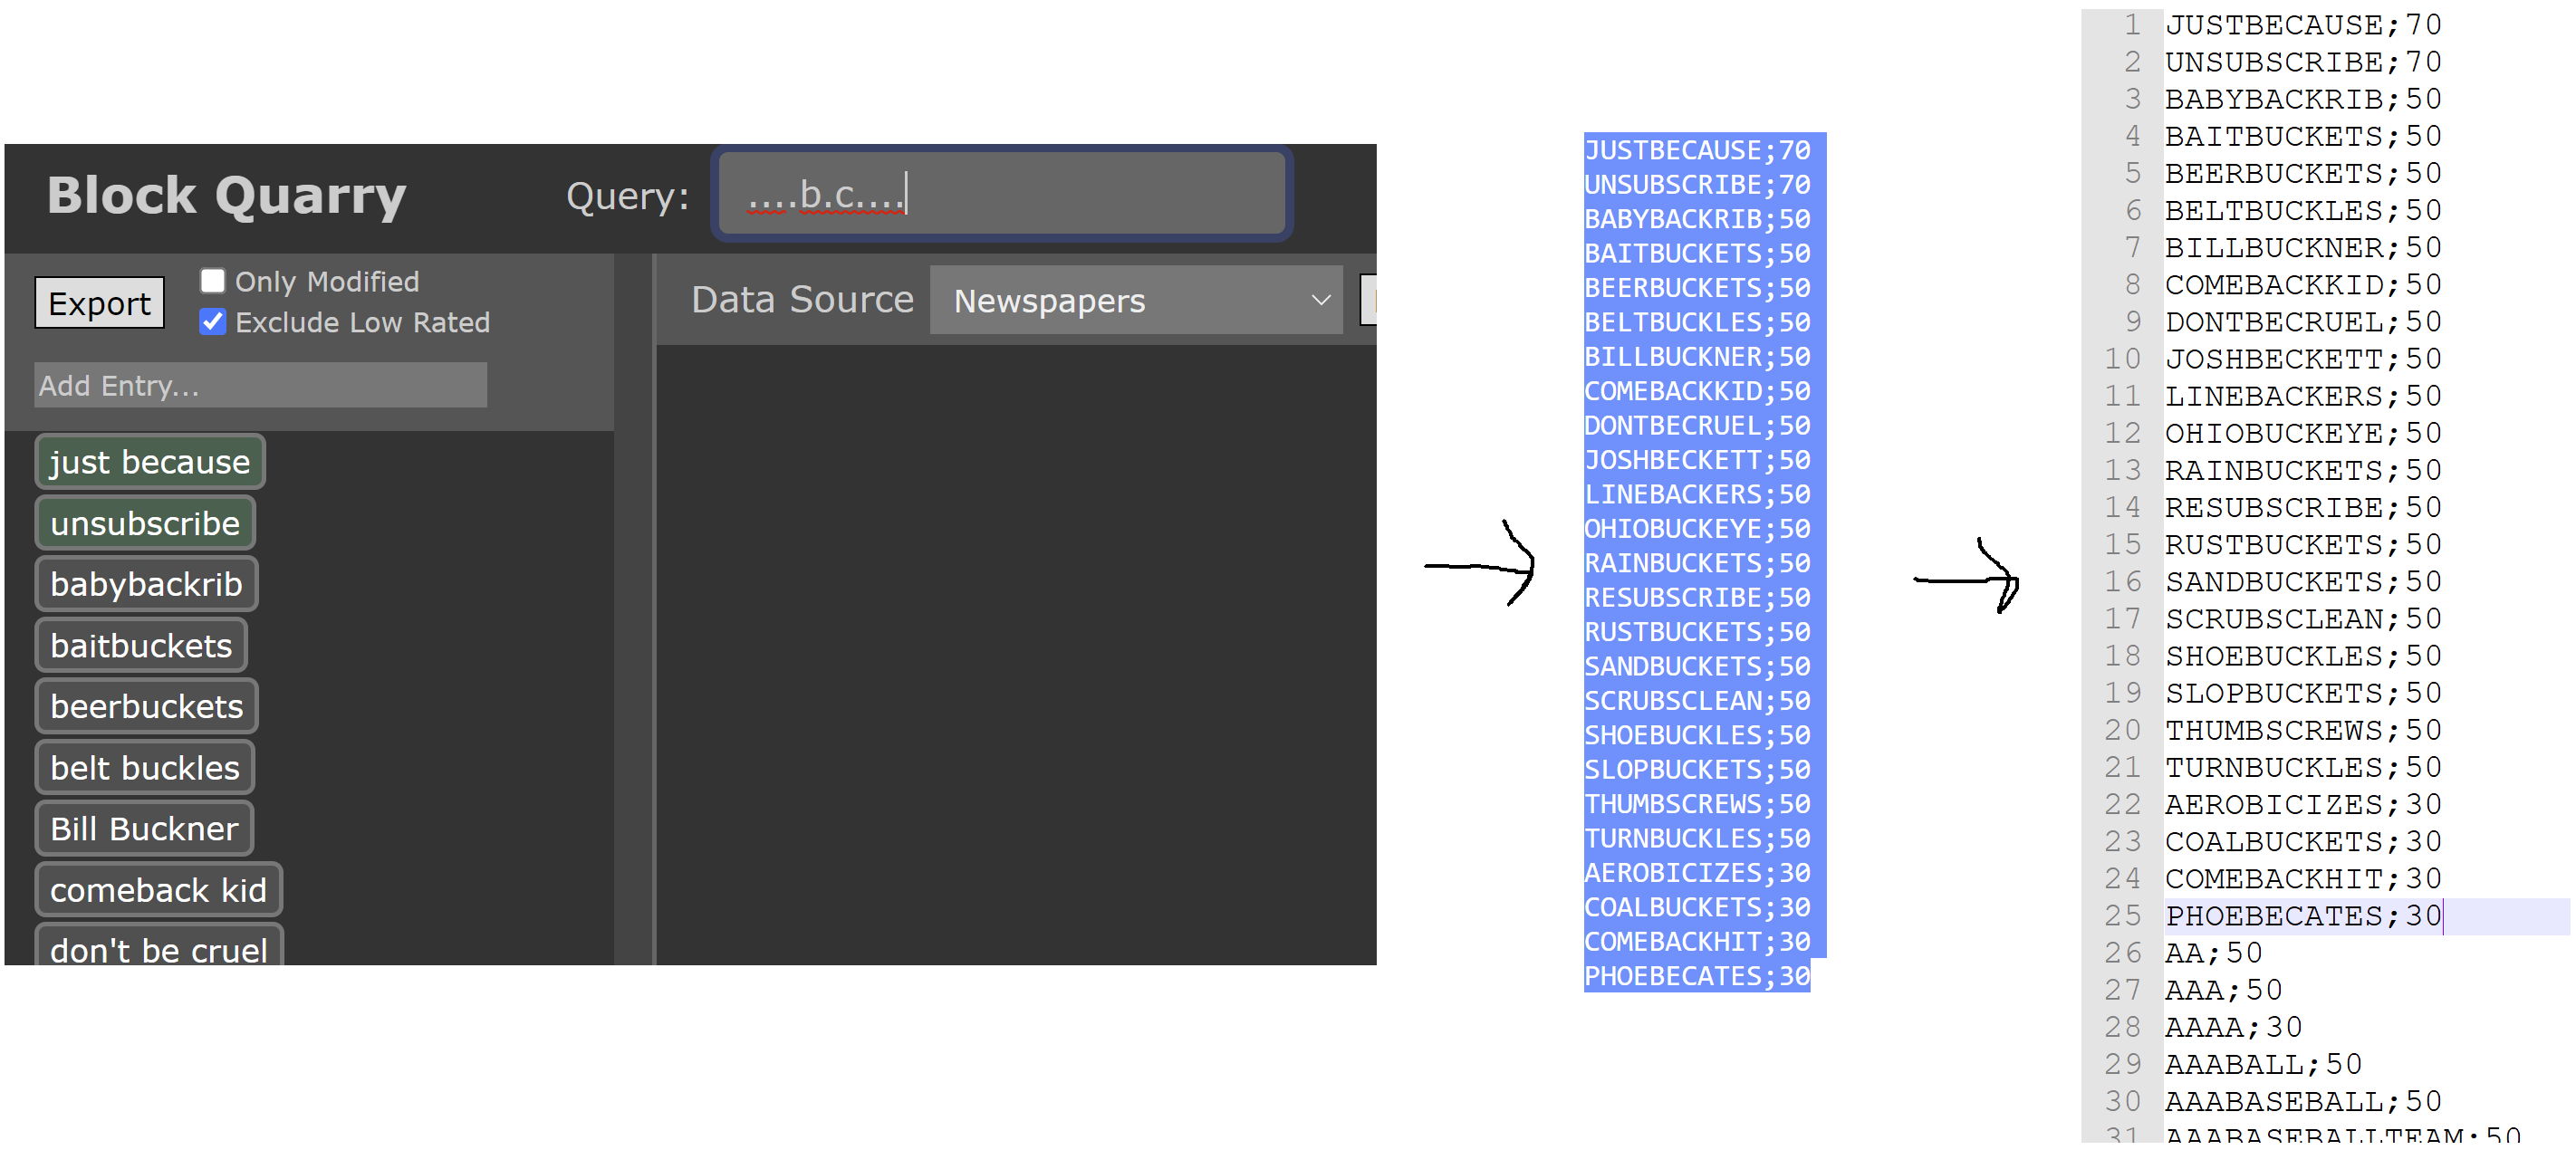 Block Quarry
Query: ....b.c....
Export
Only Modified
Exclude Low Rated
Data Source Newspapers
Add Entry...
just because
unsubscribe
babybackrib
baitbuckets
beerbuckets
belt buckles
Bill Buckner
comeback kid
don't be cruel
JUSTBECAUSE;70
UNSUBSCRIBE;70
BABYBACKRIB;50
BAITBUCKETS;50
BEERBUCKETS;50
BELTBUCKLES;50
BILLBUCKNER;50
COMEBACKKID;50
DONTBECRUEL;50
JOSHBECKETT;50
LINEBACKERS;50
OHIOBUCKEYE;50
RAINBUCKETS;50
RESUBSCRIBE;50
RUSTBUCKETS;50
SANDBUCKETS;50
SCRUBSCLEAN;50
SHOEBUCKLES;50
SLOPBUCKETS;50
THUMBSCREWS;50
TURNBUCKLES;50
AEROBICIZES;30
COALBUCKETS;30
COMEBACKHIT;30
PHOEBECATES;30
1 JUSTBECAUSE;70
2 UNSUBSCRIBE;70
3 BABYBACKRIB;50
4 BAITBUCKETS;50
5 BEERBUCKETS;50
6 BELTBUCKLES;50
7 BILLBUCKNER;50
8 COMEBACKKID;50
9 DONTBECRUEL;50
10 JOSHBECKETT;50
11 LINEBACKERS;50
12 OHIOBUCKEYE;50
13 RAINBUCKETS;50
14 RESUBSCRIBE;50
15 RUSTBUCKETS;50
16 SANDBUCKETS;50
17 SCRUBSCLEAN;50
18 SHOEBUCKLES;50
19 SLOPBUCKETS;50
20 THUMBSCREWS;50
21 TURNBUCKLES;50
22 AEROBICIZES;30
23 COALBUCKETS;30
24 COMEBACKHIT;30
25 PHOEBECATES;30
26 AA;50
27 AAA;50
28 AAAA;30
29 AAABALL;50
30 AAABASEBALL;50
31 AAABASEBALLTEAM;50